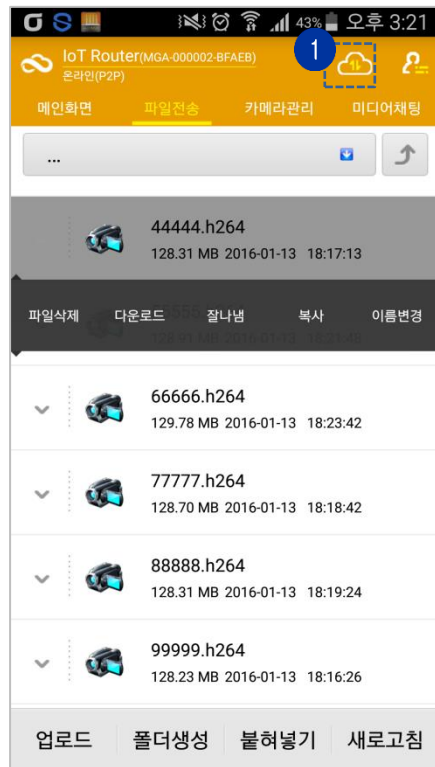 43% 오후 3:21
1
IoT Router(MGA-000002-BFAEB)
온라인(P2P)
메인화면 파일전송 카메라관리 미디어채팅
...
44444.h264
128.31 MB 2016-01-13 18:17:13
파일삭제 다운로드 잘나냄 복사 이름변경
66666.h264
129.78 MB 2016-01-13 18:23:42
77777.h264
128.70 MB 2016-01-13 18:18:42
88888.h264
128.31 MB 2016-01-13 18:19:24
99999.h264
128.23 MB 2016-01-13 18:16:26
업로드 폴더생성 붙혀넣기 새로고침